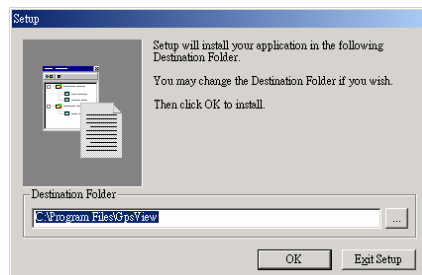 Setup
Setup will install your application in the following
Destination Folder.
You may change the Destination Folder if you wish.
Then click OK to install.
Destination Folder
C:\Program Files\GpsView
...
OK
Exit Setup